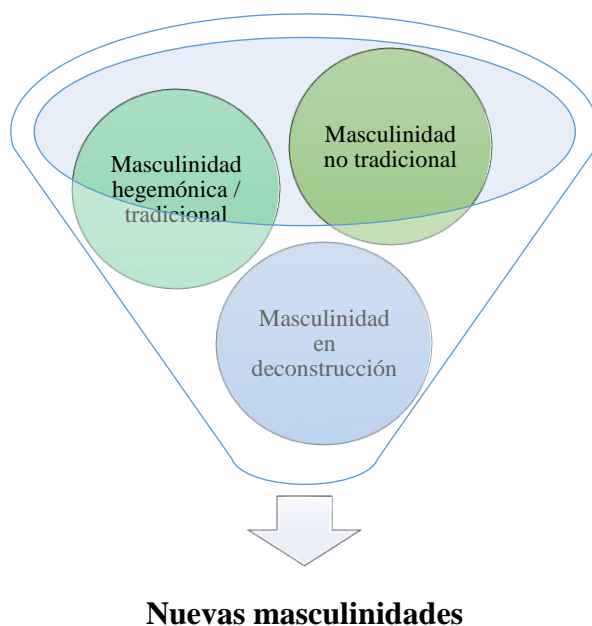 Masculinidad
hegemónica /
tradicional
Masculinidad
no tradicional
Masculinidad
en
deconstrucción
Nuevas masculinidades